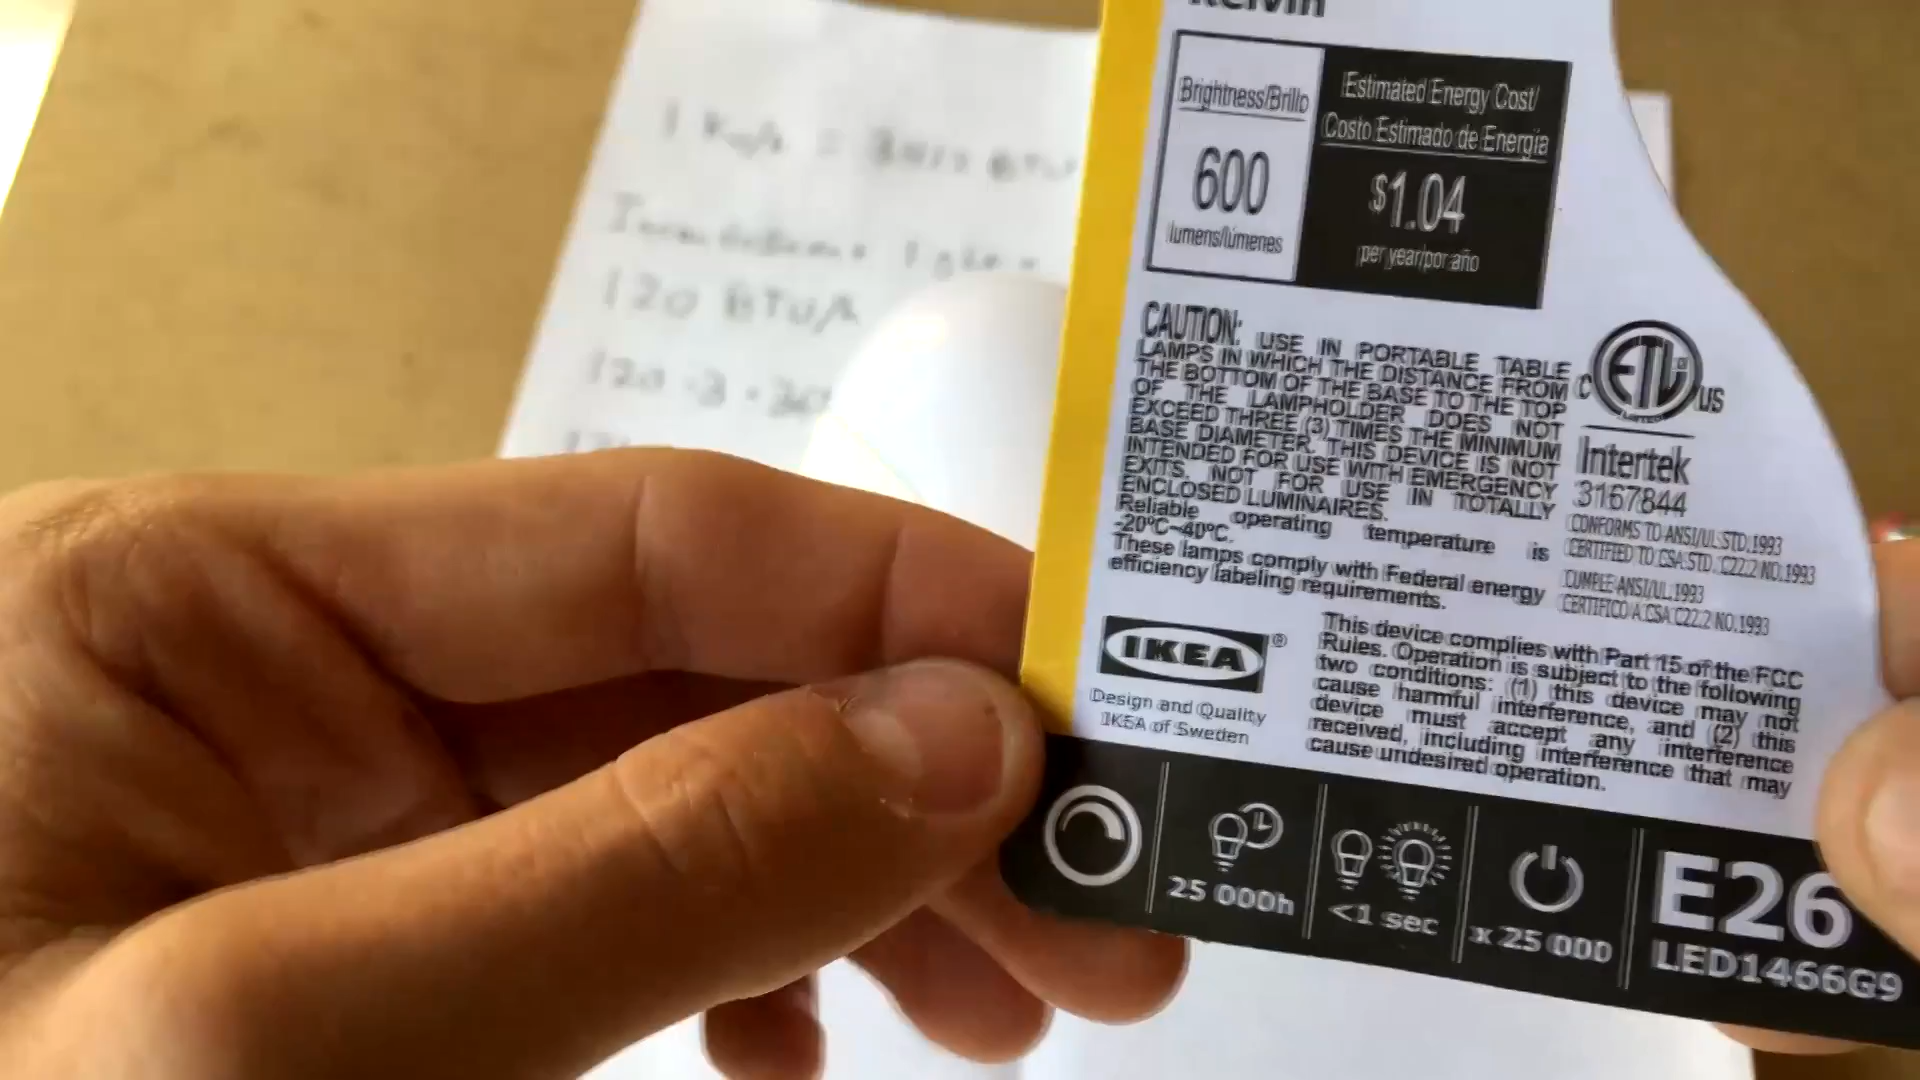 Kelvin
Brightness/Brillo
600
lumens/lúmenes
Estimated Energy Cost/
Costo Estimado de Energía
$1.04
per year/por año
CAUTION: USE IN PORTABLE TABLE
LAMPS IN WHICH THE DISTANCE FROM
THE BOTTOM OF THE BASE TO THE TOP
OF THE LAMPHOLDER DOES NOT
EXCEED THREE (3) TIMES THE MINIMUM
BASE DIAMETER. THIS DEVICE IS NOT
INTENDED FOR USE WITH EMERGENCY
EXITS. NOT FOR USE IN TOTALLY
ENCLOSED LUMINAIRES.
Reliable operating temperature is
-20°C~40°C.
These lamps comply with Federal energy
efficiency labeling requirements.
C ETL US
LISTED
Intertek
3167844
CONFORMS TO ANSI/UL STD.1993
CERTIFIED TO CSA STD. C22.2 NO.1993
CUMPLE ANSI/UL.1993
CERTIFICO A CSA C22.2 NO.1993
IKEA ®
Design and Quality
IKEA of Sweden
This device complies with Part 15 of the FCC
Rules. Operation is subject to the following
two conditions: (1) this device may not
cause harmful interference, and (2) this
device must accept any interference
received, including interference that may
cause undesired operation.
25 000h
<1 sec
x 25 000
E26
LED1466G9
120 BTU/h